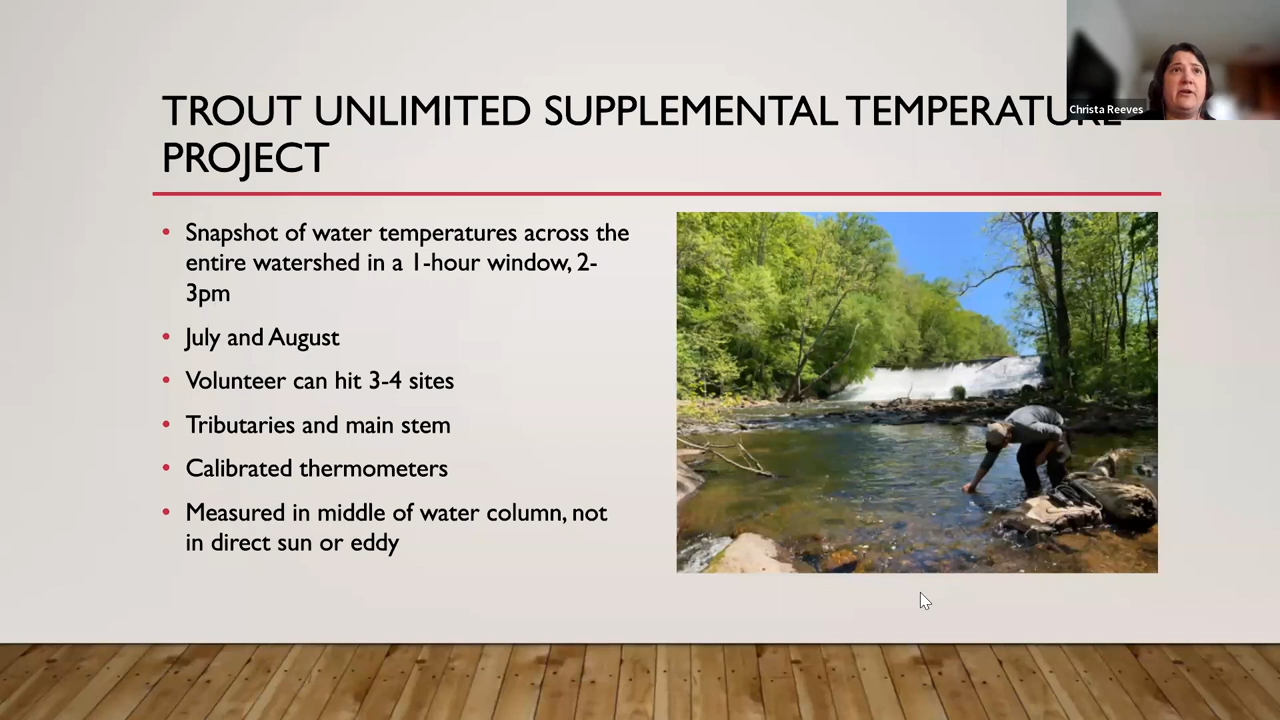 TROUT UNLIMITED SUPPLEMENTAL TEMPERATURE
PROJECT
Christa Reeves
• Snapshot of water temperatures across the
entire watershed in a 1-hour window, 2-
3pm
• July and August
• Volunteer can hit 3-4 sites
• Tributaries and main stem
• Calibrated thermometers
• Measured in middle of water column, not
in direct sun or eddy